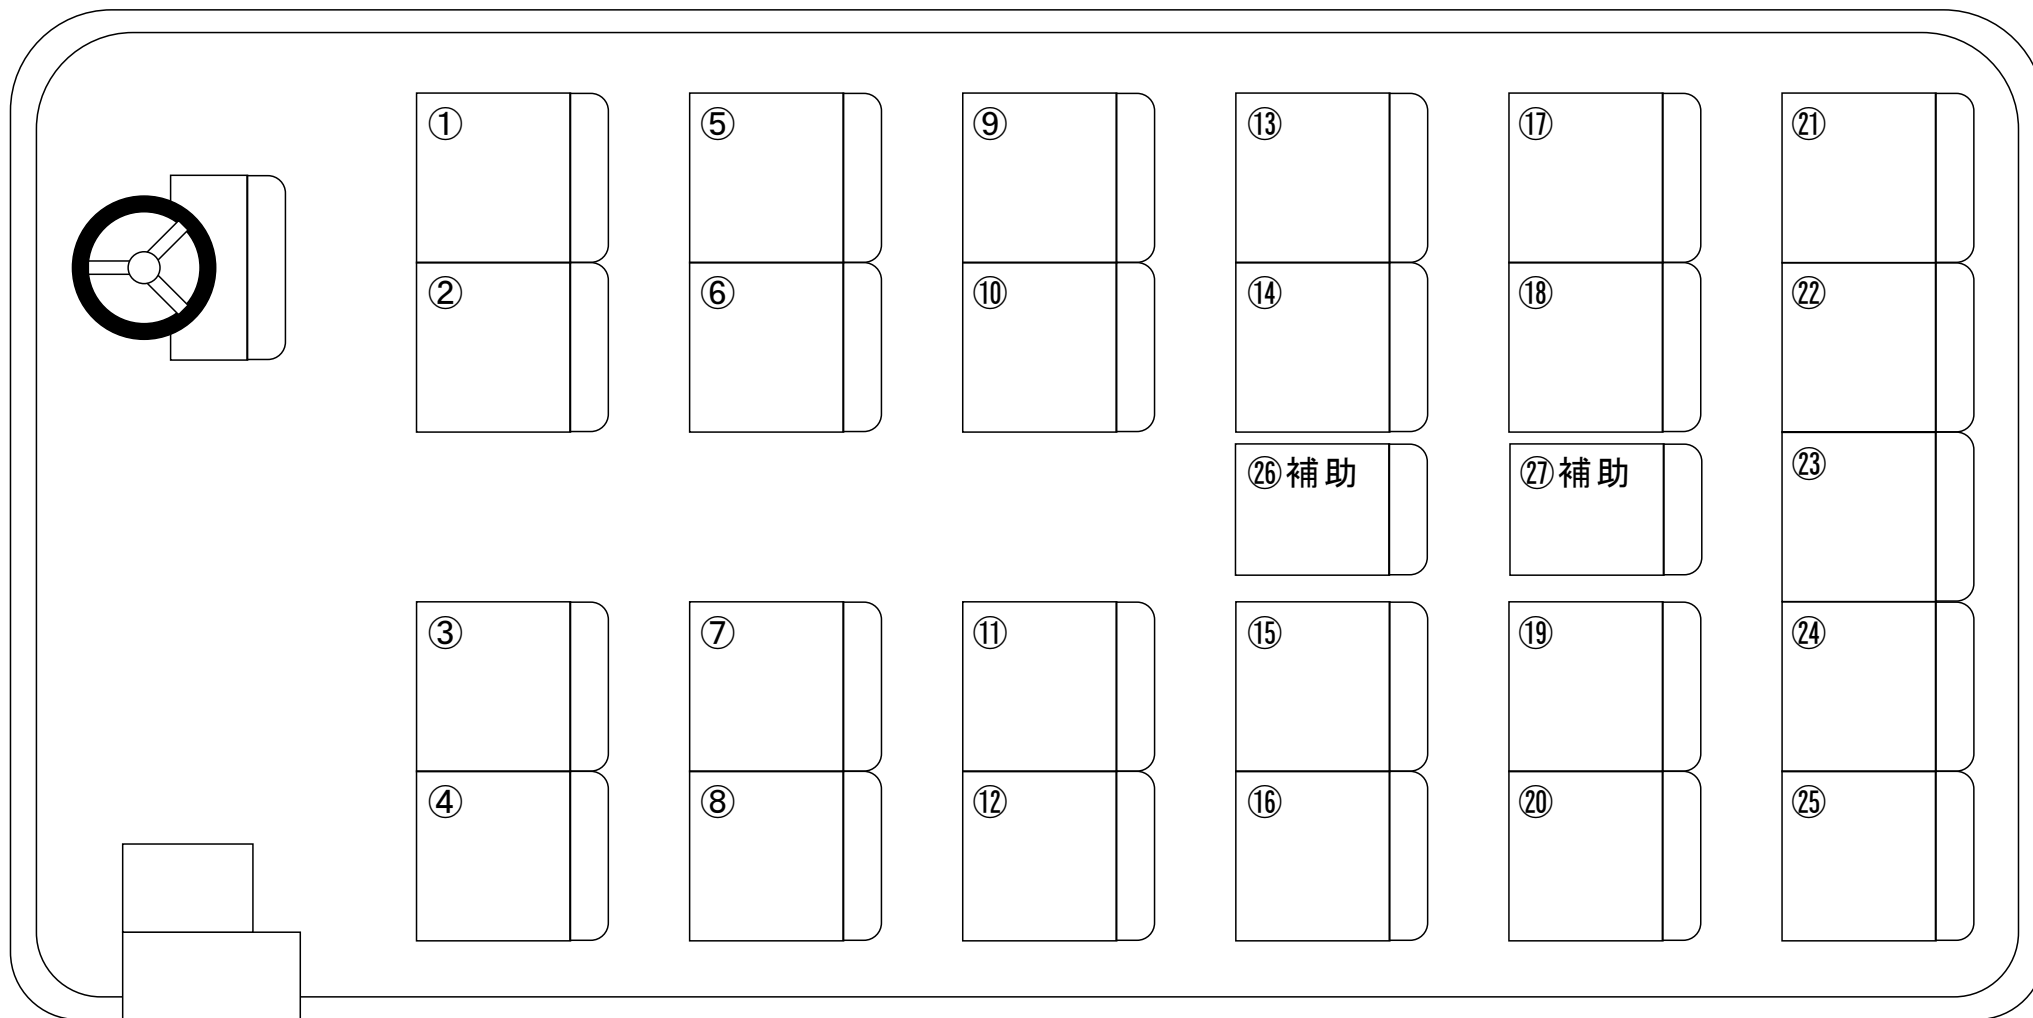 ① ⑤ ⑨ ⑬ ⑰ ㉑
② ⑥ ⑩ ⑭ ⑱ ㉒
㉖補助 ㉗補助 ㉓
③ ⑦ ⑪ ⑮ ⑲ ㉔
④ ⑧ ⑫ ⑯ ⑳ ㉕